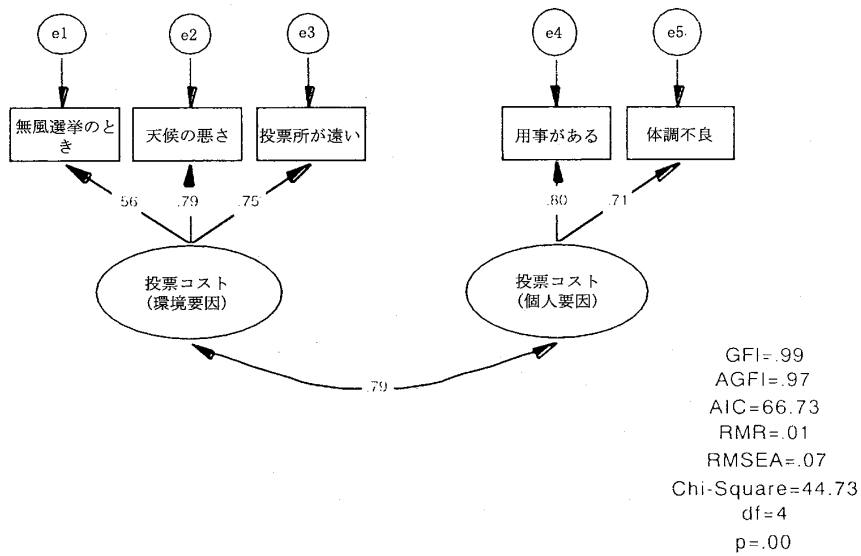 e1
e2
e3
e4
e5
無風選挙のと
き
天候の悪さ
投票所が遠い
用事がある
体調不良
.56
.79
.75
.80
.71
投票コスト
(環境要因)
投票コスト
(個人要因)
.79
GFI=.99
AGFI=.97
AIC=66.73
RMR=.01
RMSEA=.07
Chi-Square=44.73
df=4
p=.00